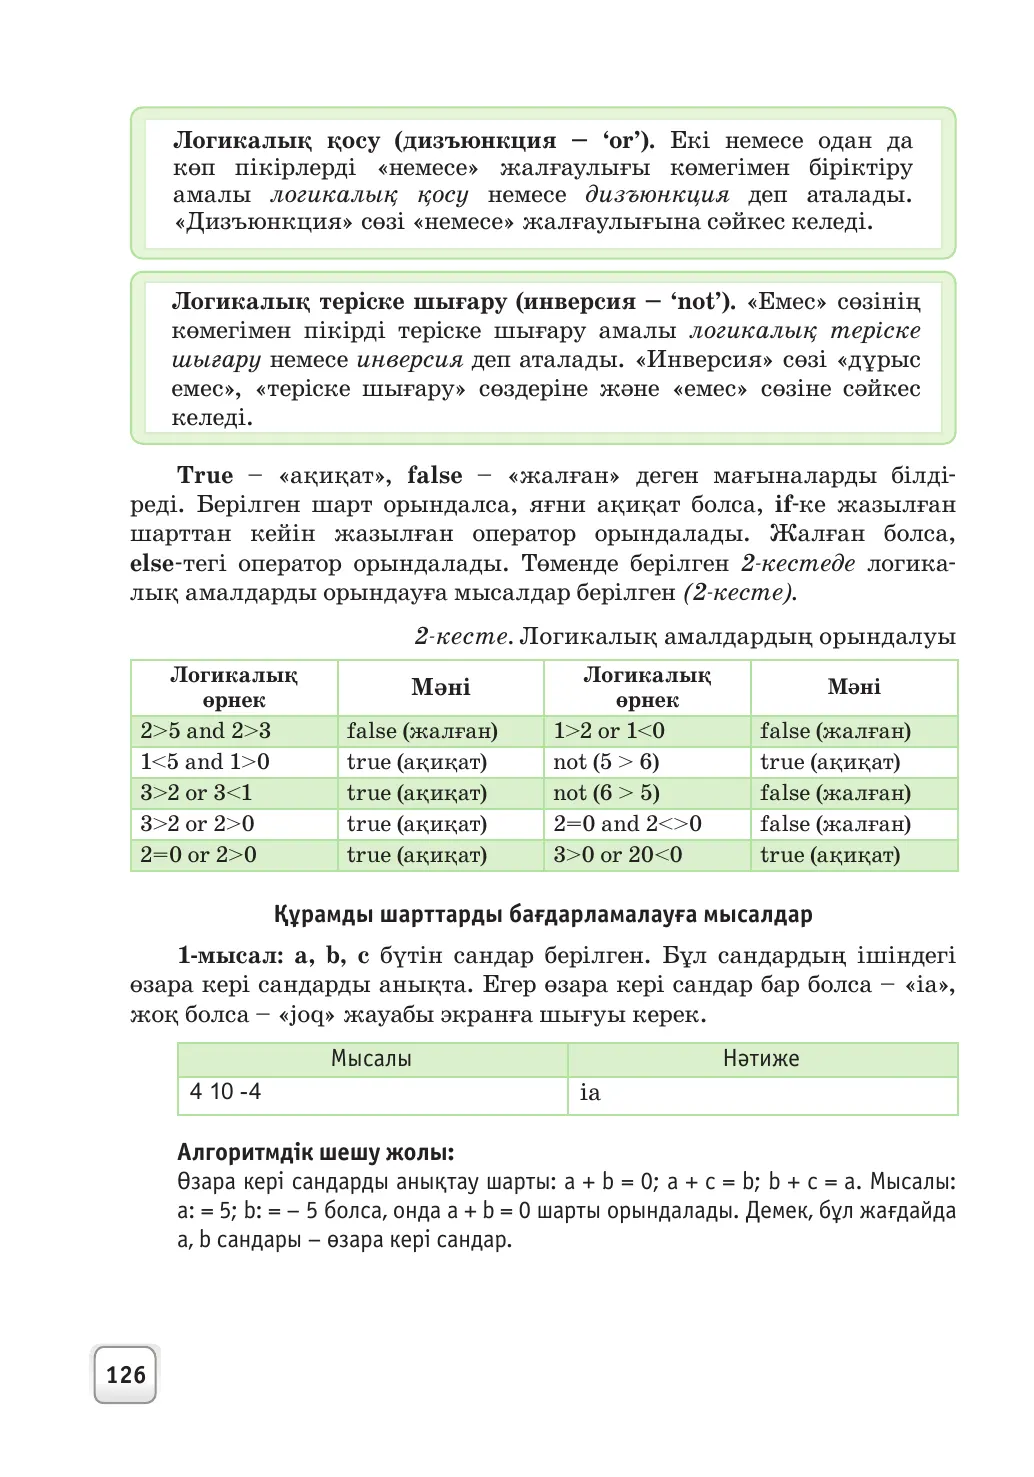 Логикалық қосу (дизъюнкция – ‘or’). Екі немесе одан да
көп пікірлерді «немесе» жалғаулығы көмегімен біріктіру
амалы логикалық қосу немесе дизъюнкция деп аталады.
«Дизъюнкция» сөзі «немесе» жалғаулығына сәйкес келеді.
Логикалық теріске шығару (инверсия – ‘not’). «Емес» сөзінің
көмегімен пікірді теріске шығару амалы логикалық теріске
шығару немесе инверсия деп аталады. «Инверсия» сөзі «дұрыс
емес», «теріске шығару» сөздеріне және «емес» сөзіне сәйкес
келеді.
True – «ақиқат», false – «жалған» деген мағыналарды білді-
реді. Берілген шарт орындалса, яғни ақиқат болса, if-ке жазылған
шарттан кейін жазылған оператор орындалады. Жалған болса,
else-тегі оператор орындалады. Төменде берілген 2-кестеде логика-
лық амалдарды орындауға мысалдар берілген (2-кесте).
2-кесте. Логикалық амалдардың орындалуы
Логикалық өрнек Мәні Логикалық өрнек Мәні
2>5 and 2>3 false (жалған) 1>2 or 1<0 false (жалған)
1<5 and 1>0 true (ақиқат) not (5 > 6) true (ақиқат)
3>2 or 3<1 true (ақиқат) not (6 > 5) false (жалған)
3>2 or 2>0 true (ақиқат) 2=0 and 2<>0 false (жалған)
2=0 or 2>0 true (ақиқат) 3>0 or 20<0 true (ақиқат)
Құрамды шарттарды бағдарламалауға мысалдар
1-мысал: a, b, c бүтін сандар берілген. Бұл сандардың ішіндегі
өзара кері сандарды анықта. Егер өзара кері сандар бар болса – «ia»,
жоқ болса – «joq» жауабы экранға шығуы керек.
Мысалы Нәтиже
4 10 -4 ia
Алгоритмдік шешу жолы:
Өзара кері сандарды анықтау шарты: a + b = 0; a + c = b; b + c = a. Мысалы:
a: = 5; b: = – 5 болса, онда a + b = 0 шарты орындалады. Демек, бұл жағдайда
a, b сандары – өзара кері сандар.
126